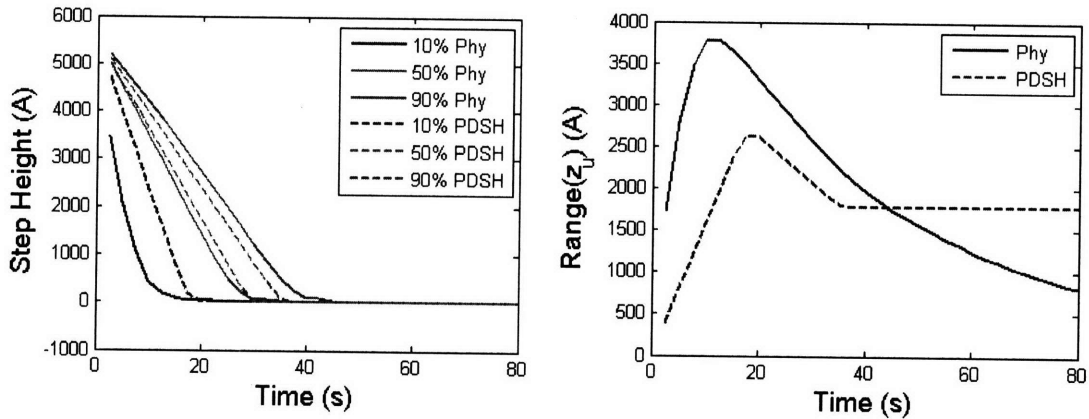 6000
5000
4000
3000
2000
1000
0
-1000
Step Height (A)
0
20
40
60
80
Time (s)
10% Phy
50% Phy
90% Phy
10% PDSH
50% PDSH
90% PDSH
4000
3500
3000
2500
2000
1500
1000
500
0
Range(z_u) (A)
0
20
40
60
80
Time (s)
Phy
PDSH